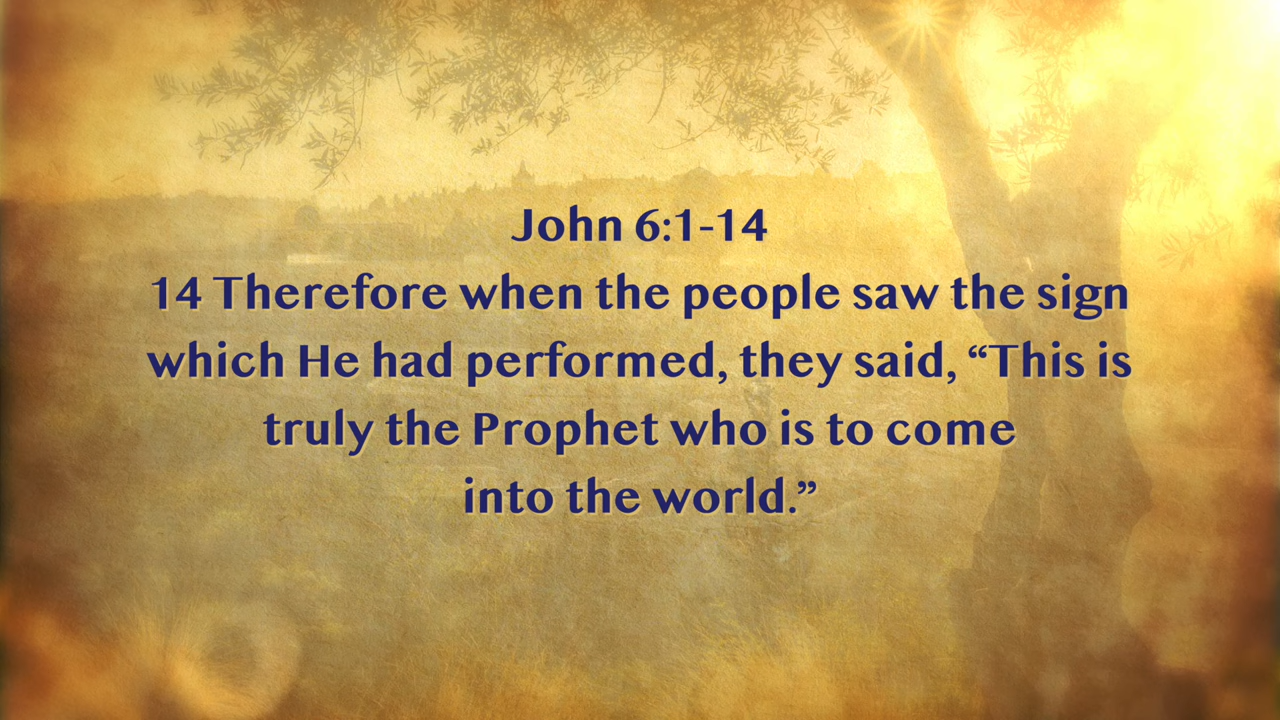 John 6:1-14
14 Therefore when the people saw the sign
which He had performed, they said, “This is
truly the Prophet who is to come
into the world.”